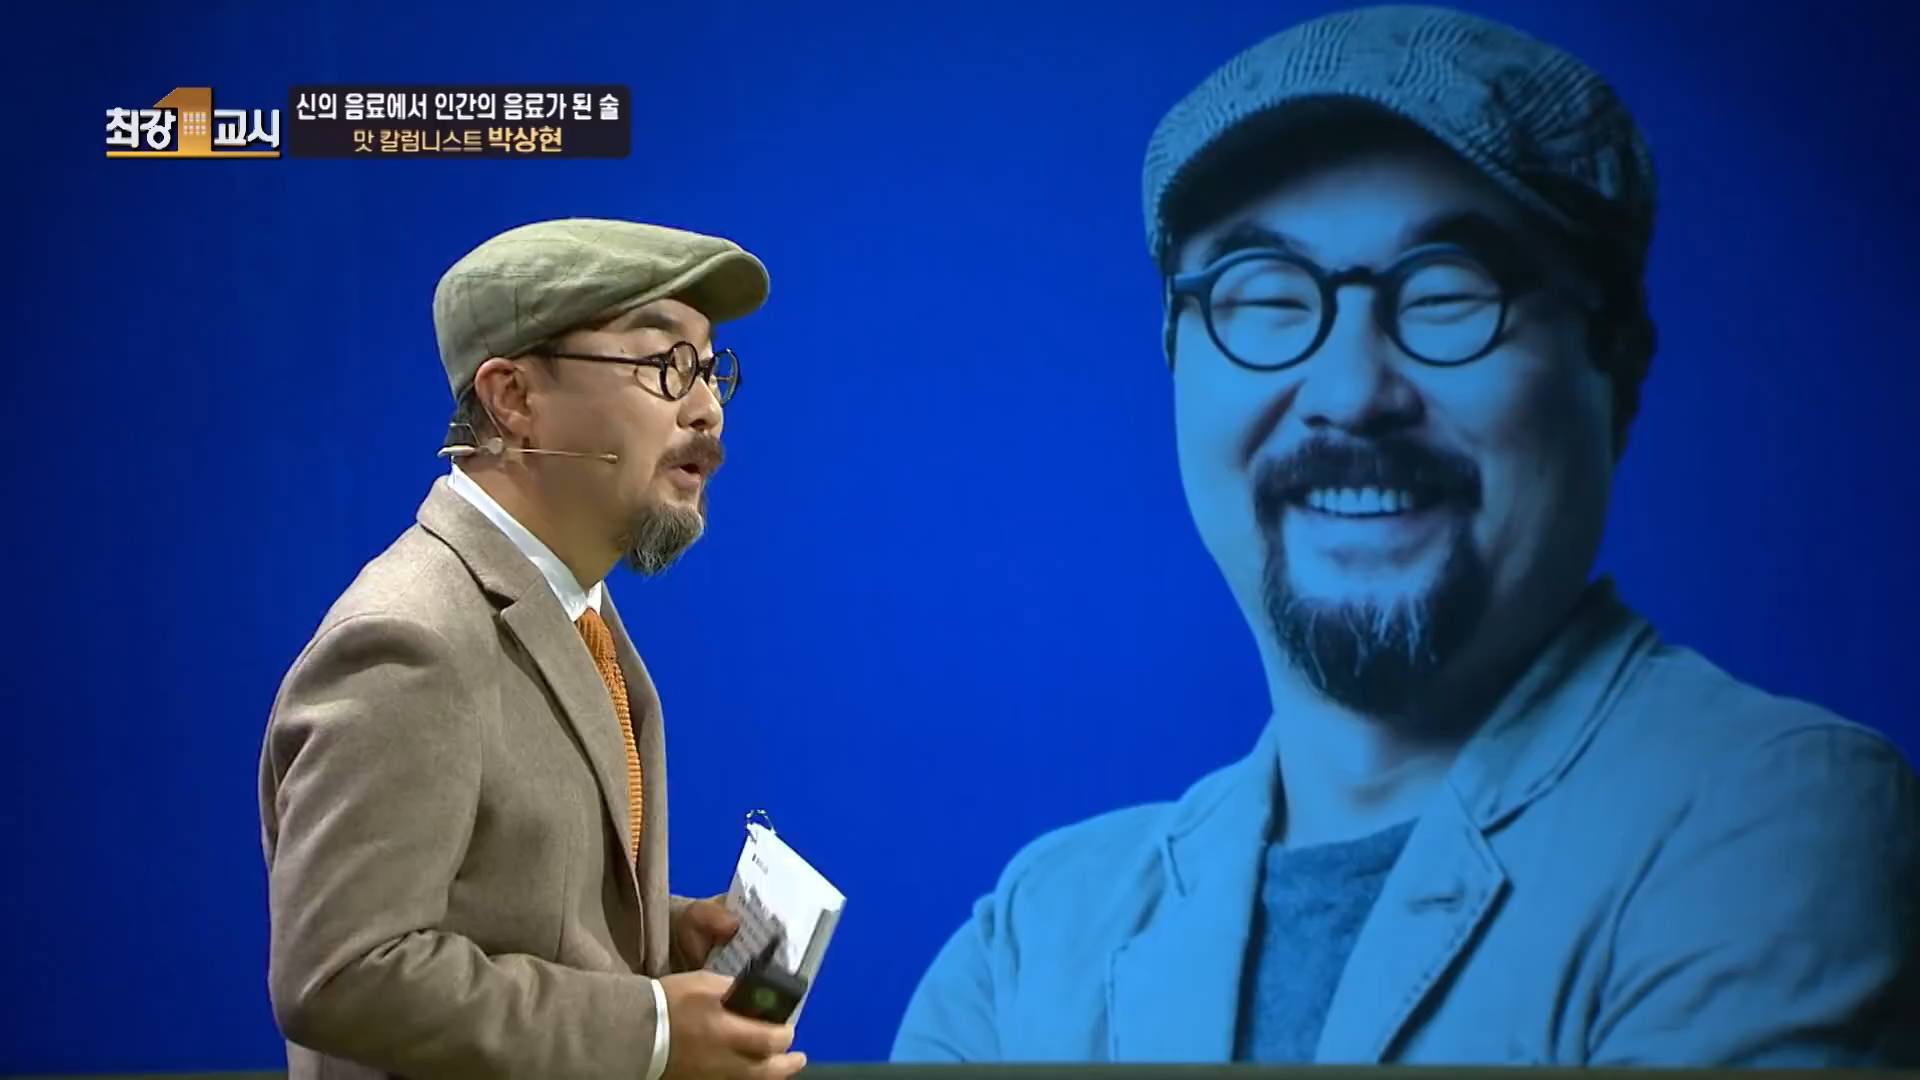 최강1교시
신의 음료에서 인간의 음료가 된 술
맛 칼럼니스트 박상현